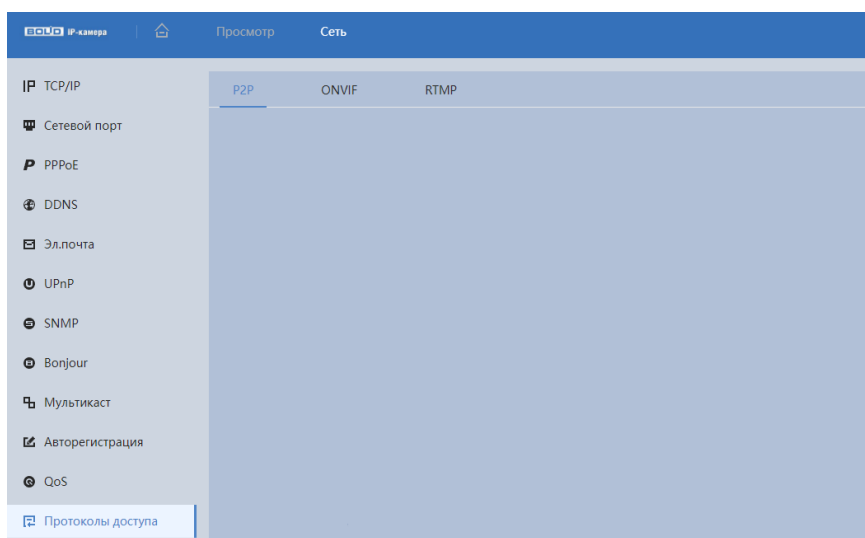 BOLID IP-камера
Просмотр
Сеть
P2P
ONVIF
RTMP
TCP/IP
Сетевой порт
PPPoE
DDNS
Эл.почта
UPnP
SNMP
Bonjour
Мультикаст
Авторегистрация
QoS
Протоколы доступа